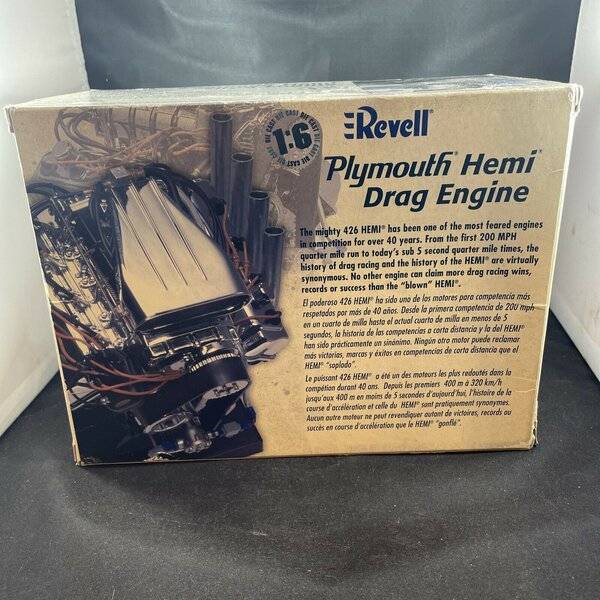 DIE CAST DIE CAST DIE CAST
1:6
Revell®
Plymouth® Hemi®
Drag Engine
The mighty 426 HEMI® has been one of the most feared engines
in competition for over 40 years. From the first 200 MPH
quarter mile run to today's sub 5 second quarter mile times, the
history of drag racing and the history of the HEMI® are virtually
synonymous. No other engine can claim more drag racing wins,
records or success than the "blown" HEMI®.
El poderoso 426 HEMI® ha sido uno de los motores para competencia más
respetados por más de 40 años. Desde la primera competencia de 200 mph
en un cuarto de milla hasta el actual cuarto de milla en menos de 5
segundos, la historia de las competencias a corta distancia y la del HEMI®
han sido prácticamente un sinónimo. Ningún otro motor puede reclamar
más victorias, marcas y éxitos en competencias de corta distancia que el
HEMI® "soplado".
Le puissant 426 HEMI® a été un des moteurs les plus redoutés dans la
compétition durant 40 ans. Depuis les premiers 400 m à 320 km/h
jusqu'aux 400 m en moins de 5 secondes d'aujourd'hui, l'histoire de la
course d'accélération et celle du HEMI® sont pratiquement synonymes.
Aucun autre moteur ne peut revendiquer autant de victoires, records ou
succès en course d'accélération que le HEMI® "gonflé".